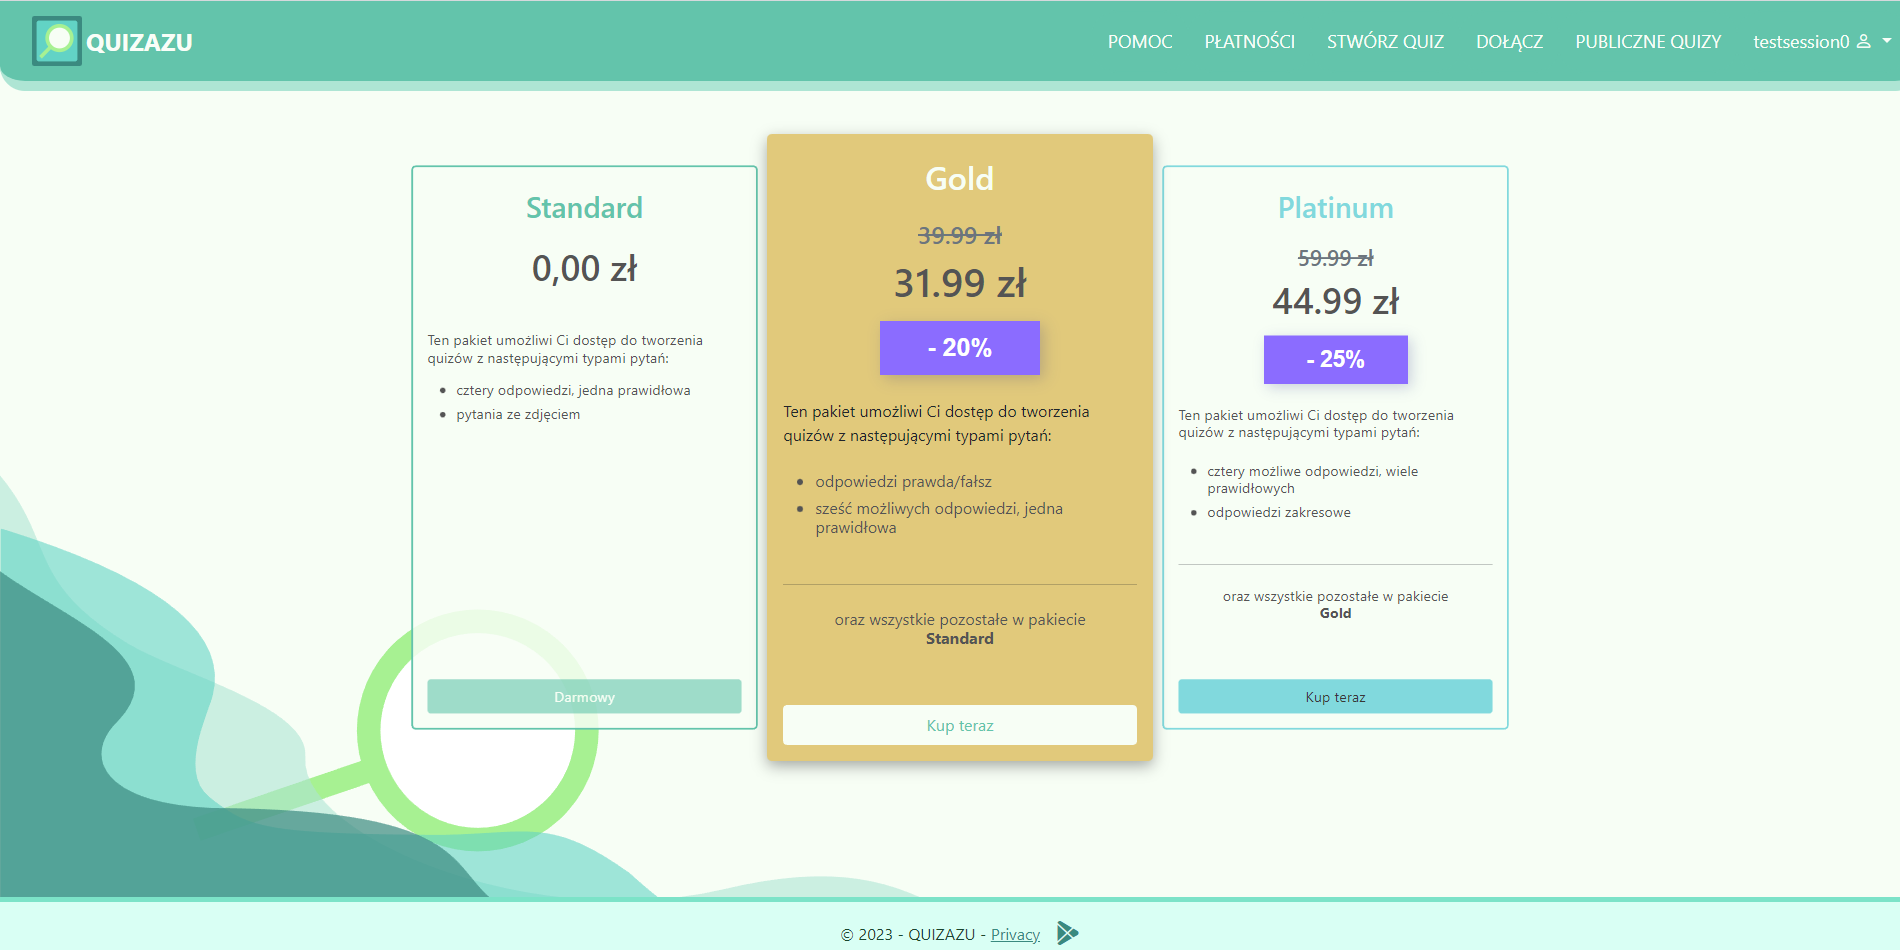 QUIZAZU
POMOC
PŁATNOŚCI
STWÓRZ QUIZ
DOŁĄCZ
PUBLICZNE QUIZY
testsession0
Standard
0,00 zł
Ten pakiet umożliwi Ci dostęp do tworzenia
quizów z następującymi typami pytań:
cztery odpowiedzi, jedna prawidłowa
pytania ze zdjęciem
Darmowy
Gold
39.99 zł
31.99 zł
- 20%
Ten pakiet umożliwi Ci dostęp do tworzenia
quizów z następującymi typami pytań:
odpowiedzi prawda/fałsz
sześć możliwych odpowiedzi, jedna
prawidłowa
oraz wszystkie pozostałe w pakiecie
Standard
Kup teraz
Platinum
59.99 zł
44.99 zł
- 25%
Ten pakiet umożliwi Ci dostęp do tworzenia
quizów z następującymi typami pytań:
cztery możliwe odpowiedzi, wiele
prawidłowych
odpowiedzi zakresowe
oraz wszystkie pozostałe w pakiecie
Gold
Kup teraz
© 2023 - QUIZAZU - Privacy